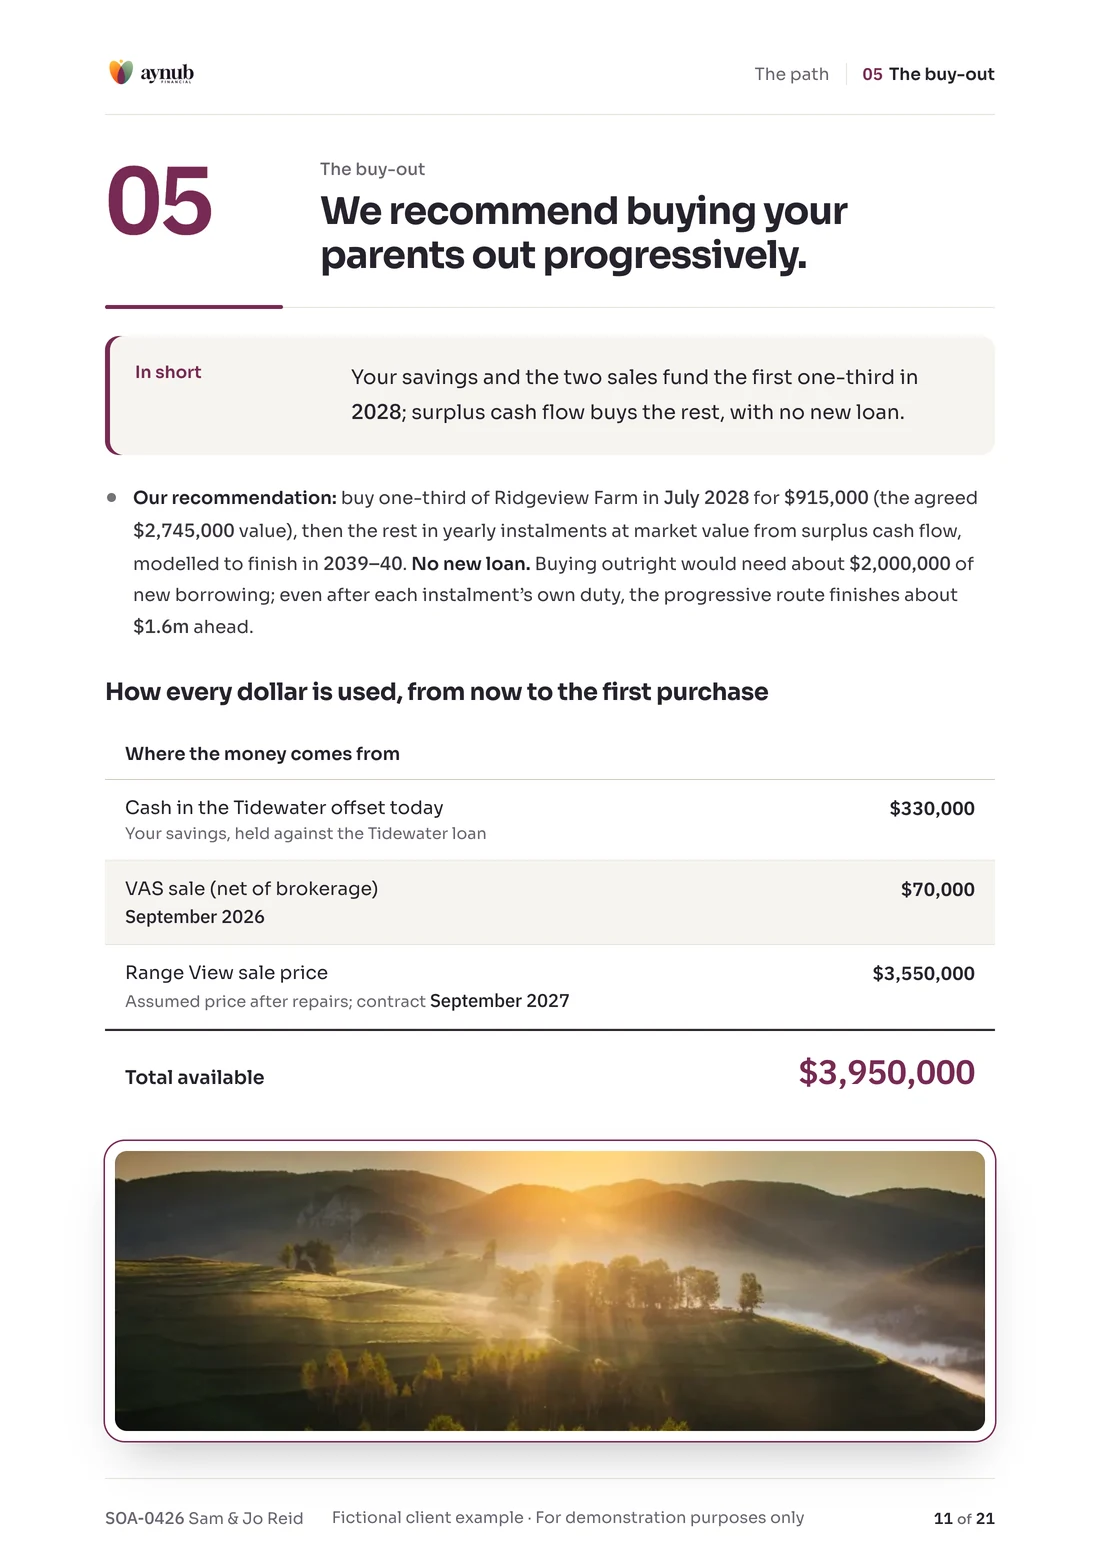 aynub
FINANCIAL
The path
05 The buy-out
05
The buy-out
We recommend buying your
parents out progressively.
In short
Your savings and the two sales fund the first one-third in
2028; surplus cash flow buys the rest, with no new loan.
Our recommendation: buy one-third of Ridgeview Farm in July 2028 for $915,000 (the agreed
$2,745,000 value), then the rest in yearly instalments at market value from surplus cash flow,
modelled to finish in 2039–40. No new loan. Buying outright would need about $2,000,000 of
new borrowing; even after each instalment’s own duty, the progressive route finishes about
$1.6m ahead.
How every dollar is used, from now to the first purchase
Where the money comes from
Cash in the Tidewater offset today $330,000
Your savings, held against the Tidewater loan
VAS sale (net of brokerage) $70,000
September 2026
Range View sale price $3,550,000
Assumed price after repairs; contract September 2027
Total available $3,950,000
SOA-0426 Sam & Jo Reid Fictional client example · For demonstration purposes only 11 of 21